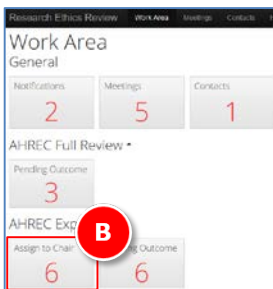 Research Ethics Review Work Area Meetings Contacts
Work Area
General
Notifications Meetings Contacts
2 5 1
AHREC Full Review
Pending Outcome
3
AHREC Exp
B
Assign to Chair Outcome
6 6